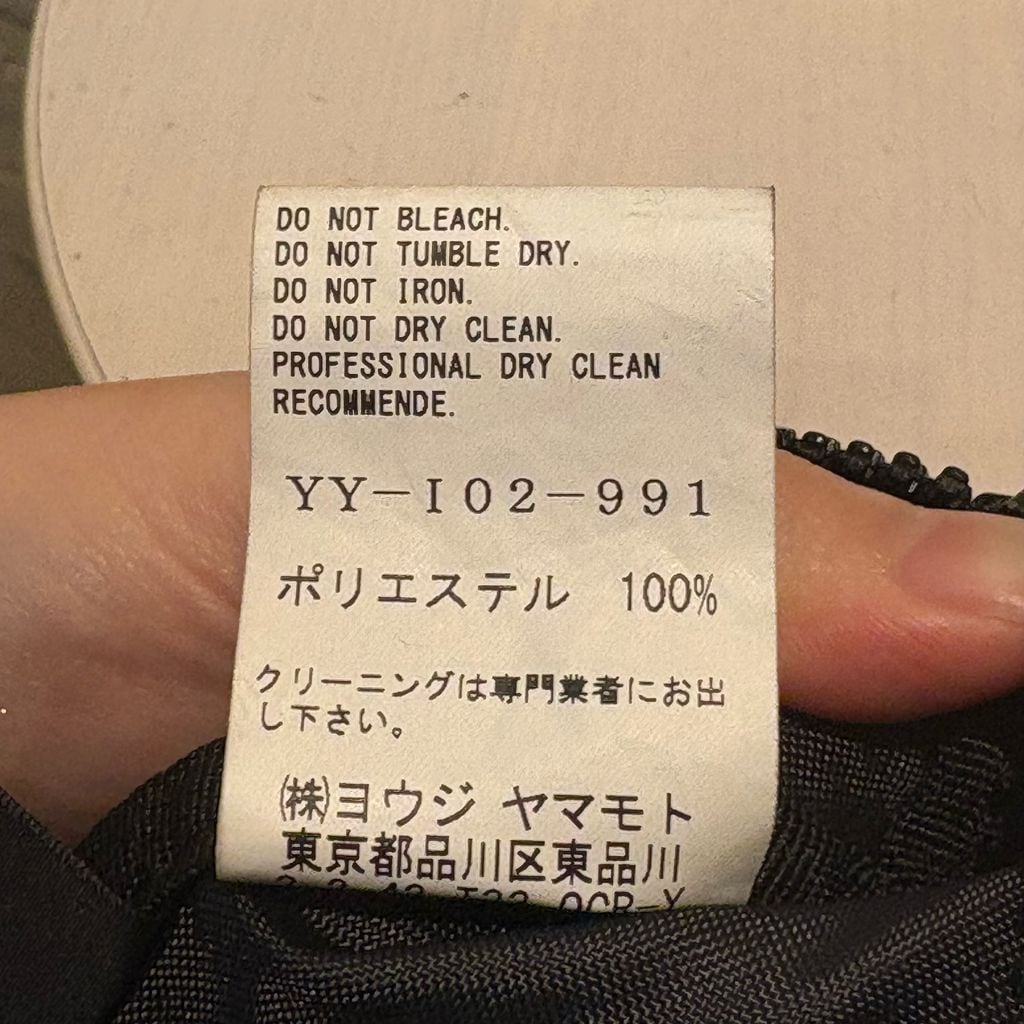 DO NOT BLEACH.
DO NOT TUMBLE DRY.
DO NOT IRON.
DO NOT DRY CLEAN.
PROFESSIONAL DRY CLEAN
RECOMMENDE.
YY-I02-991
ポリエステル 100%
クリーニングは専門業者にお出
し下さい。
㈱ヨウジ ヤマモト
東京都品川区東品川